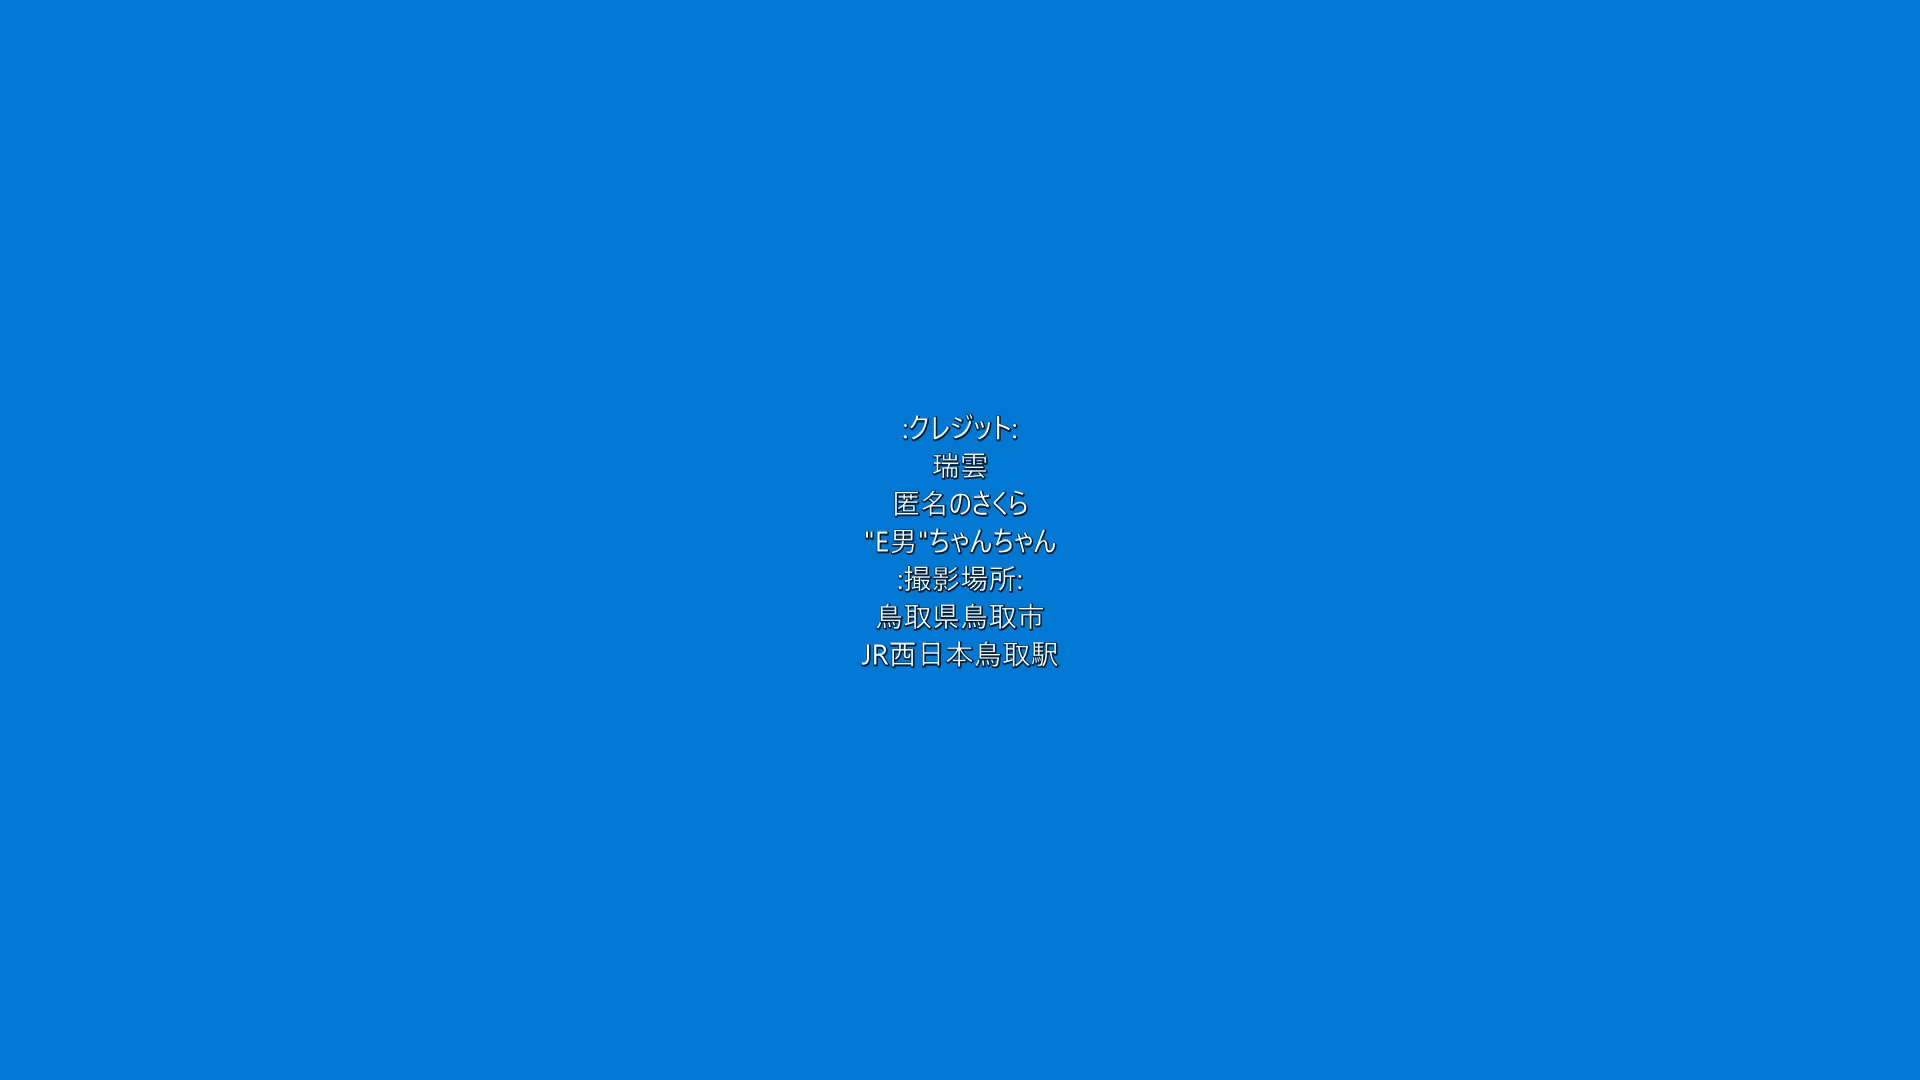 :クレジット:
瑞雲
匿名のさくら
"E男"ちゃんちゃん
:撮影場所:
鳥取県鳥取市
JR西日本鳥取駅